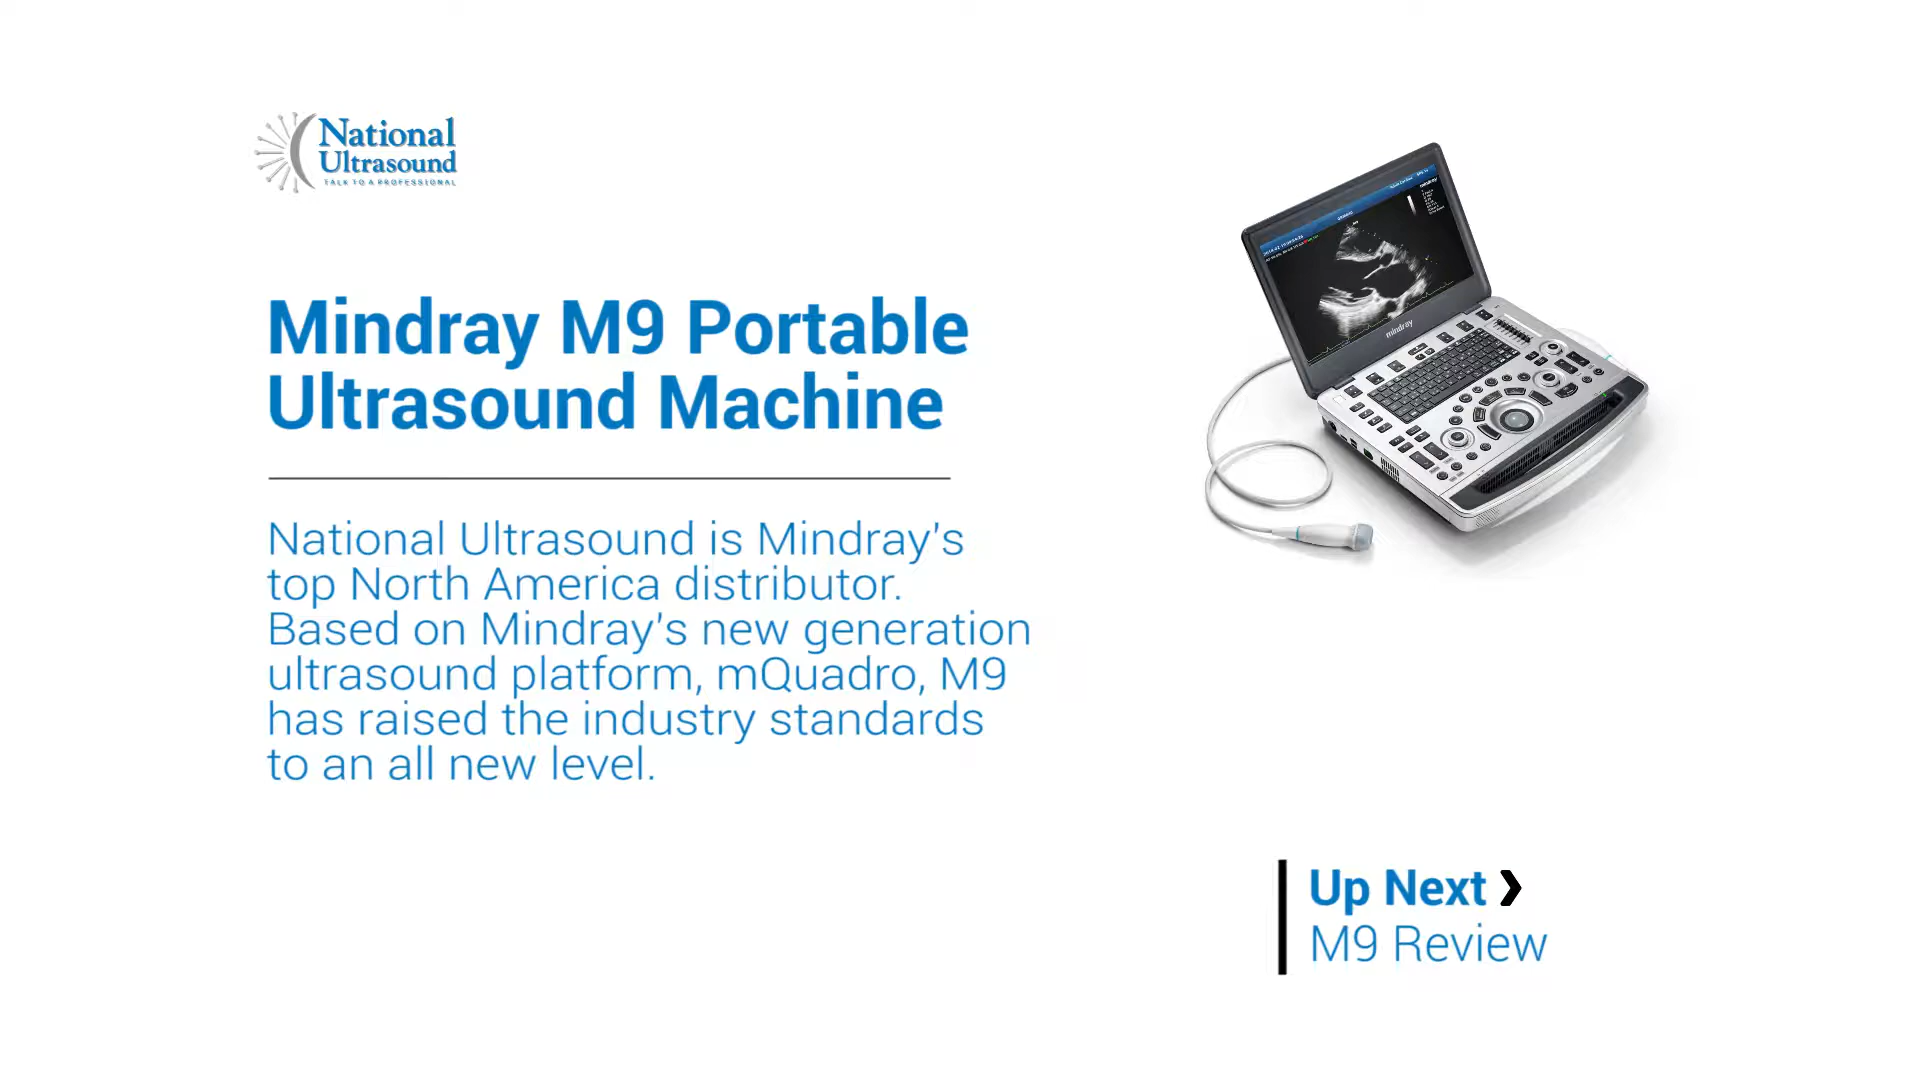 National
Ultrasound
TALK TO A PROFESSIONAL
Mindray M9 Portable
Ultrasound Machine
National Ultrasound is Mindray's
top North America distributor.
Based on Mindray's new generation
ultrasound platform, mQuadro, M9
has raised the industry standards
to an all new level.
mindray
mindray
Up Next ❯
M9 Review